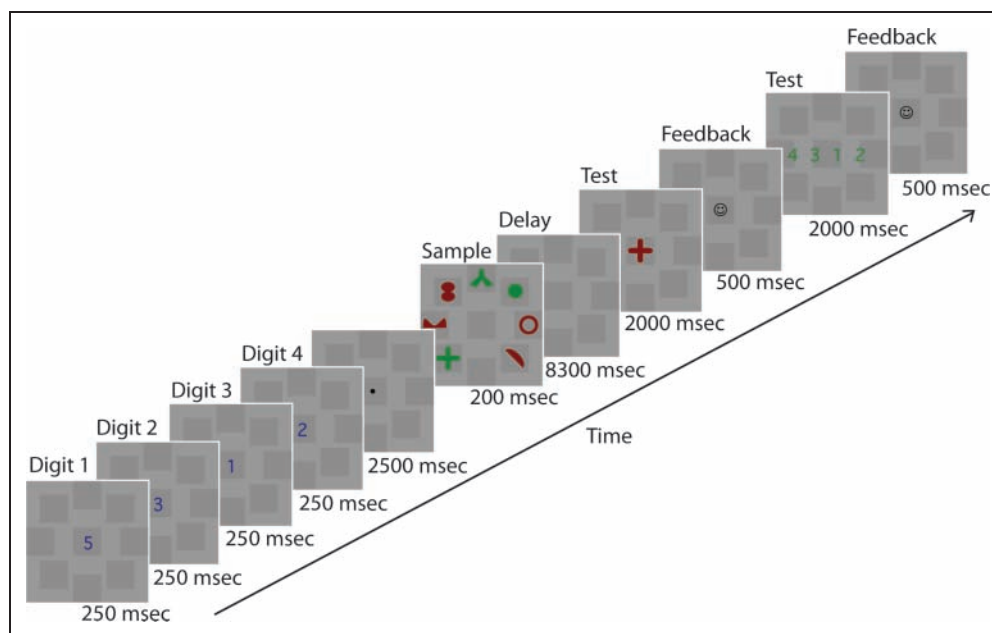 Digit 1
5
250 msec
Digit 2
3
250 msec
Digit 3
1
250 msec
Digit 4
2
250 msec
2500 msec
Sample
200 msec
Delay
8300 msec
Test
2000 msec
Feedback
500 msec
Test
4 3 1 2
2000 msec
Feedback
500 msec
Time